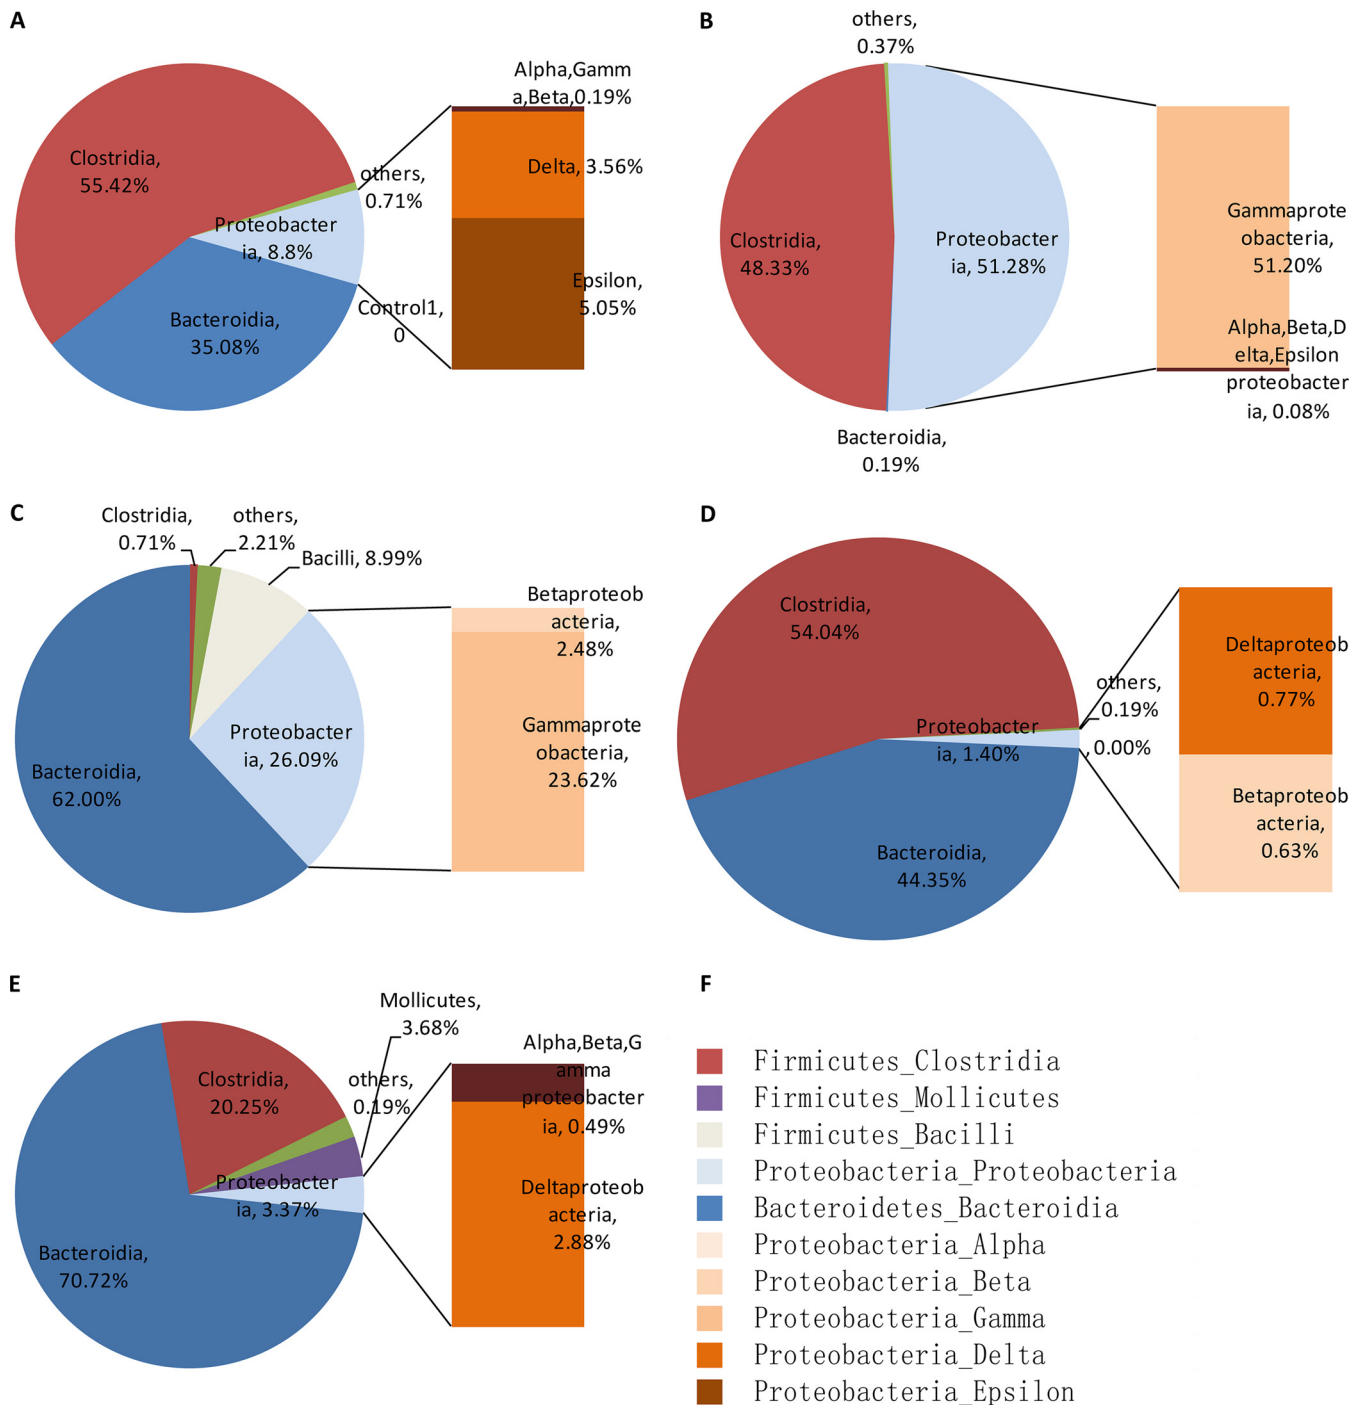 A
Clostridia,
55.42%
Alpha,Gamm
a,Beta,0.19%
Delta, 3.56%
others,
0.71%
Proteobacter
ia, 8.8%
Epsilon,
5.05%
Control1,
0
Bacteroidia,
35.08%
B
others,
0.37%
Clostridia,
48.33%
Proteobacter
ia, 51.28%
Gammaprote
obacteria,
51.20%
Alpha,Beta,D
elta,Epsilon
proteobacter
ia, 0.08%
Bacteroidia,
0.19%
C
Clostridia,
0.71%
others,
2.21%
Bacilli, 8.99%
Betaproteob
acteria,
2.48%
Proteobacter
ia, 26.09%
Gammaprote
obacteria,
23.62%
Bacteroidia,
62.00%
D
Clostridia,
54.04%
others,
0.19%
Proteobacter
ia, 1.40%
, 0.00%
Deltaproteob
acteria,
0.77%
Betaproteob
acteria,
0.63%
Bacteroidia,
44.35%
E
Mollicutes,
3.68%
Clostridia,
20.25%
others,
0.19%
Alpha,Beta,G
amma
proteobacter
ia, 0.49%
Proteobacter
ia, 3.37%
Deltaproteob
acteria,
2.88%
Bacteroidia,
70.72%
F
Firmicutes_Clostridia
Firmicutes_Mollicutes
Firmicutes_Bacilli
Proteobacteria_Proteobacteria
Bacteroidetes_Bacteroidia
Proteobacteria_Alpha
Proteobacteria_Beta
Proteobacteria_Gamma
Proteobacteria_Delta
Proteobacteria_Epsilon